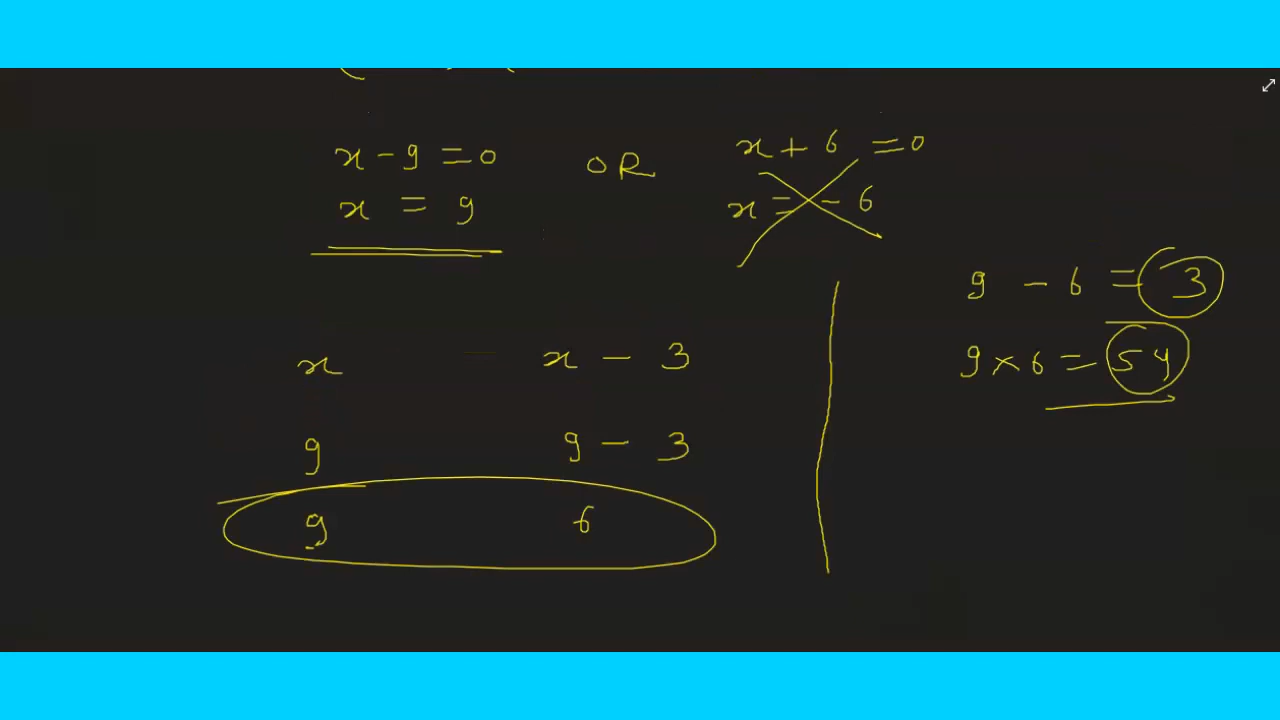 x - 9 = 0 OR x + 6 = 0
x = 9 x = - 6
9 - 6 = 3
x x - 3 9 × 6 = 54
9 9 - 3
9 6